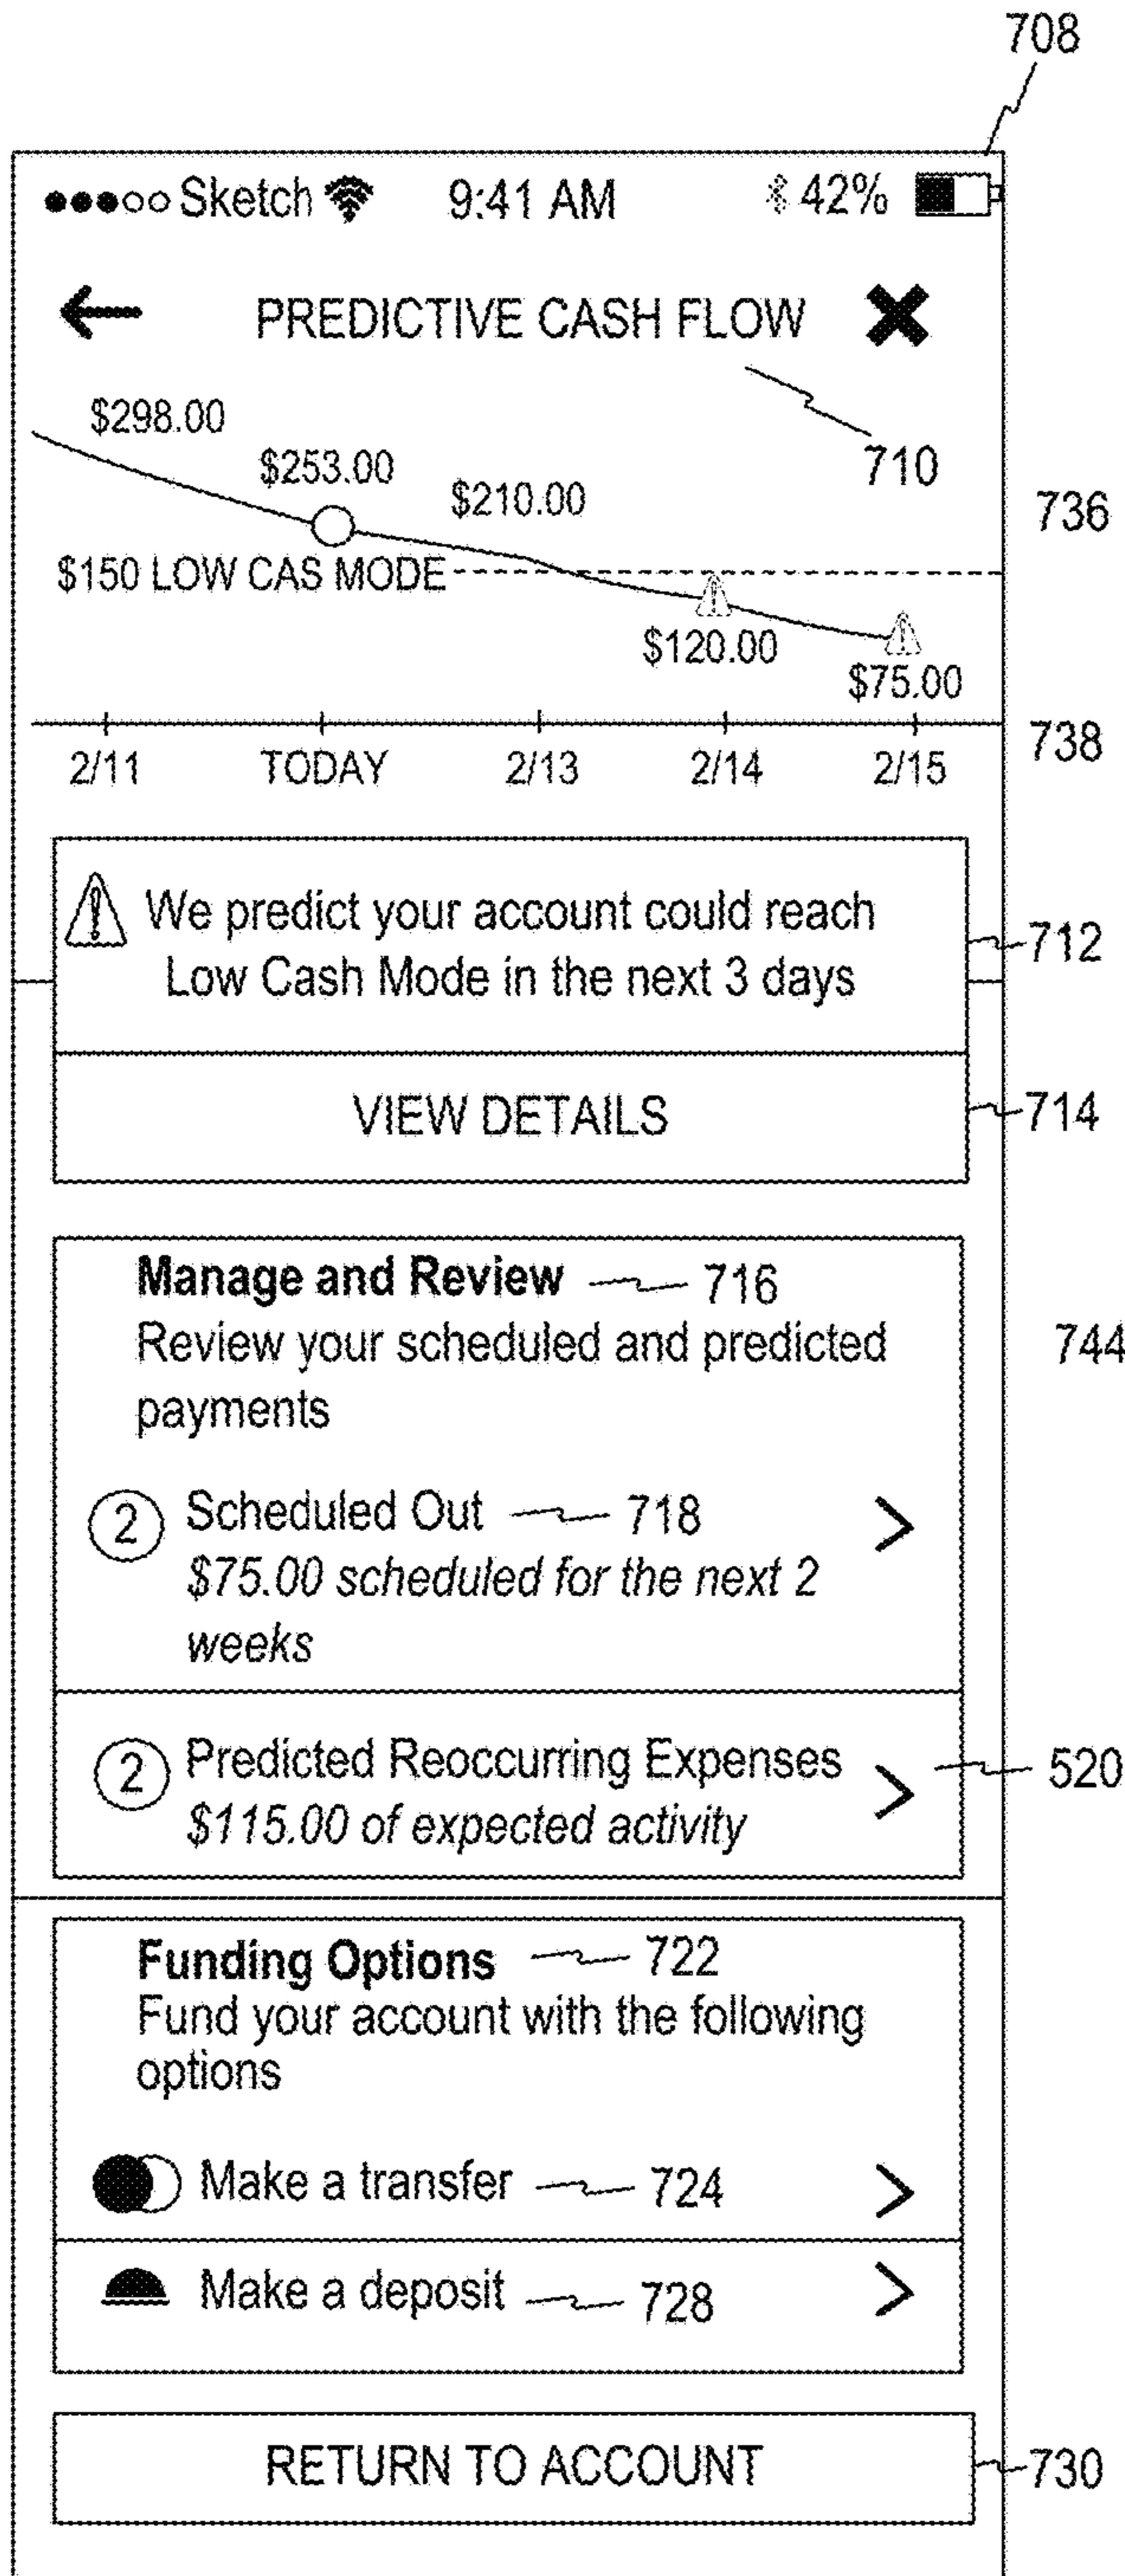 708
Sketch 9:41 AM 42%
PREDICTIVE CASH FLOW
710
$298.00
$253.00
$210.00
736
$150 LOW CAS MODE
$120.00
$75.00
738
2/11 TODAY 2/13 2/14 2/15
We predict your account could reach
712
Low Cash Mode in the next 3 days
VIEW DETAILS
714
Manage and Review 716
Review your scheduled and predicted
744
payments
2 Scheduled Out 718 >
$75.00 scheduled for the next 2
weeks
2 Predicted Reoccurring Expenses > 520
$115.00 of expected activity
Funding Options 722
Fund your account with the following
options
Make a transfer 724 >
Make a deposit 728 >
RETURN TO ACCOUNT 730